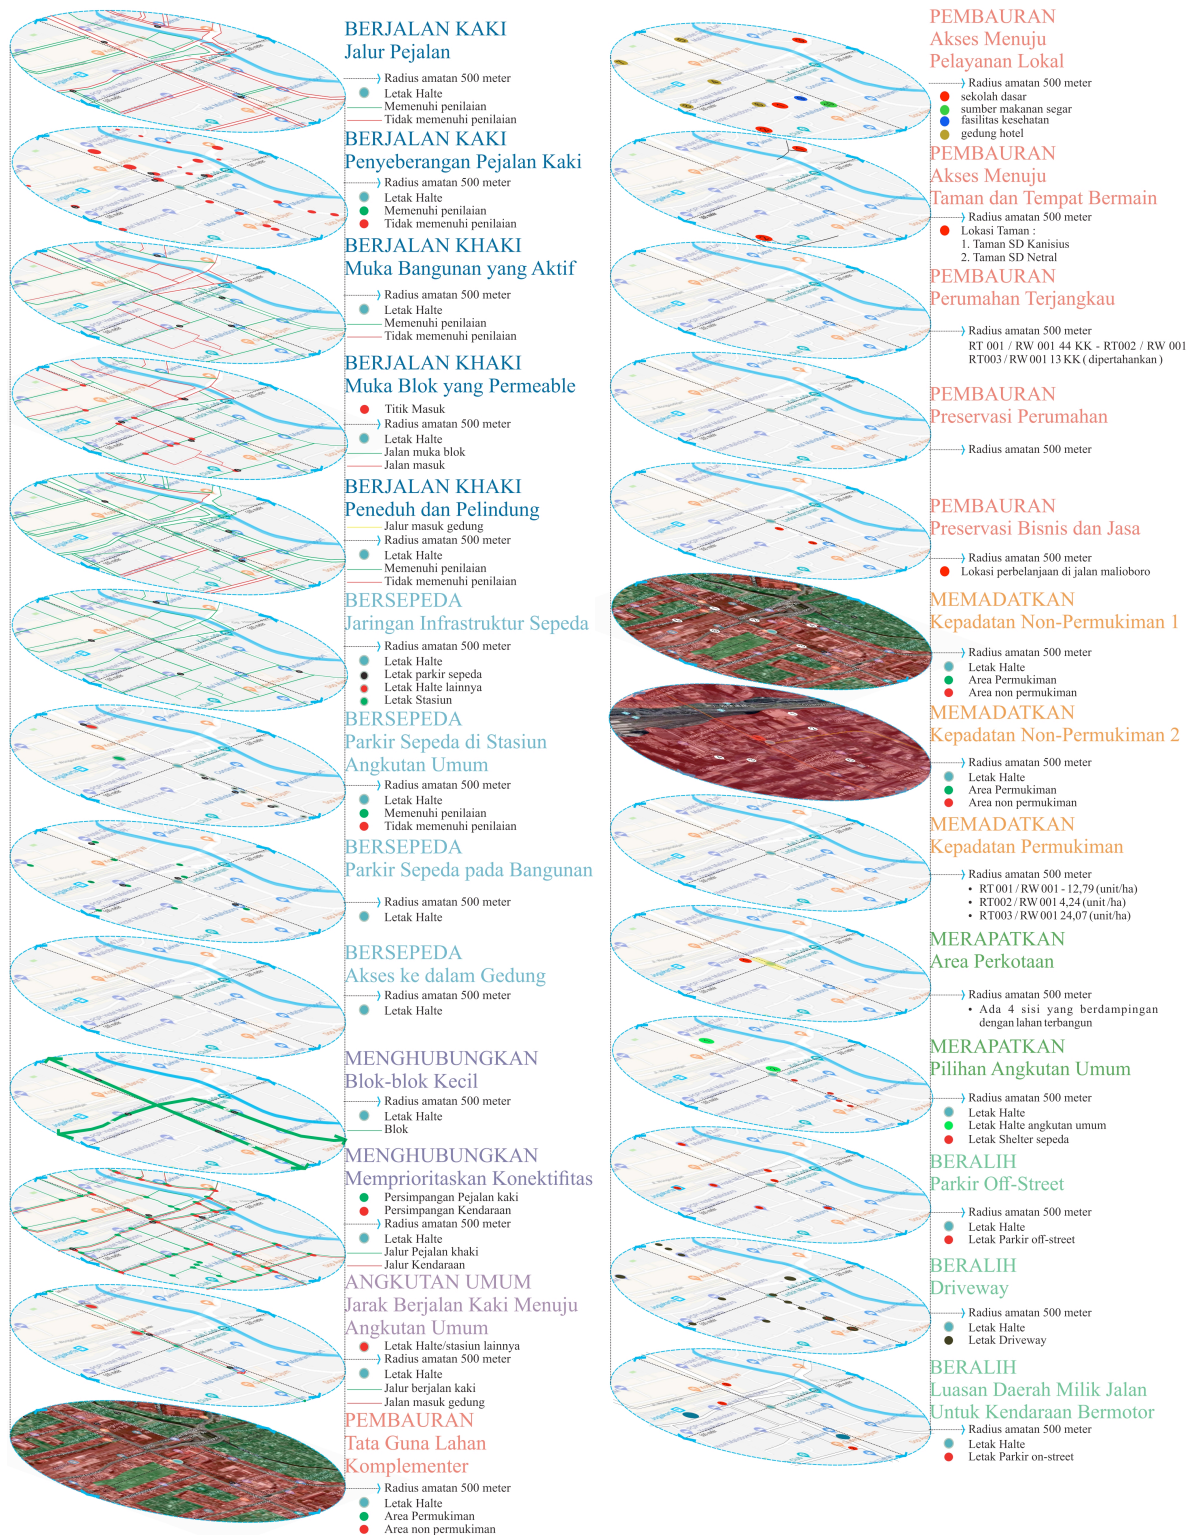 BERJALAN KAKI
Jalur Pejalan
Radius amatan 500 meter
Letak Halte
Memenuhi penilaian
Tidak memenuhi penilaian
BERJALAN KAKI
Penyeberangan Pejalan Kaki
Radius amatan 500 meter
Letak Halte
Memenuhi penilaian
Tidak memenuhi penilaian
BERJALAN KHAKI
Muka Bangunan yang Aktif
Radius amatan 500 meter
Letak Halte
Memenuhi penilaian
Tidak memenuhi penilaian
BERJALAN KHAKI
Muka Blok yang Permeable
Titik Masuk
Radius amatan 500 meter
Letak Halte
Jalan muka blok
Jalan masuk
BERJALAN KHAKI
Peneduh dan Pelindung
Jalur masuk gedung
Radius amatan 500 meter
Letak Halte
Memenuhi penilaian
Tidak memenuhi penilaian
BERSEPEDA
Jaringan Infrastruktur Sepeda
Radius amatan 500 meter
Letak Halte
Letak parkir sepeda
Letak Halte lainnya
Letak Stasiun
BERSEPEDA
Parkir Sepeda di Stasiun
Angkutan Umum
Radius amatan 500 meter
Letak Halte
Memenuhi penilaian
Tidak memenuhi penilaian
BERSEPEDA
Parkir Sepeda pada Bangunan
Radius amatan 500 meter
Letak Halte
BERSEPEDA
Akses ke dalam Gedung
Radius amatan 500 meter
Letak Halte
MENGHUBUNGKAN
Blok-blok Kecil
Radius amatan 500 meter
Letak Halte
Blok
MENGHUBUNGKAN
Memprioritaskan Konektifitas
Persimpangan Pejalan kaki
Persimpangan Kendaraan
Radius amatan 500 meter
Letak Halte
Jalur Pejalan khaki
Jalur Kendaraan
ANGKUTAN UMUM
Jarak Berjalan Kaki Menuju
Angkutan Umum
Letak Halte/stasiun lainnya
Radius amatan 500 meter
Letak Halte
Jalur berjalan kaki
Jalan masuk gedung
PEMBAURAN
Tata Guna Lahan
Komplementer
Radius amatan 500 meter
Letak Halte
Area Permukiman
Area non permukiman
PEMBAURAN
Akses Menuju
Pelayanan Lokal
Radius amatan 500 meter
sekolah dasar
sumber makanan segar
fasilitas kesehatan
gedung hotel
PEMBAURAN
Akses Menuju
Taman dan Tempat Bermain
Radius amatan 500 meter
Lokasi Taman :
1. Taman SD Kanisius
2. Taman SD Netral
PEMBAURAN
Perumahan Terjangkau
Radius amatan 500 meter
RT 001 / RW 001 44 KK - RT002 / RW 001
RT003 / RW 001 13 KK ( dipertahankan )
PEMBAURAN
Preservasi Perumahan
Radius amatan 500 meter
PEMBAURAN
Preservasi Bisnis dan Jasa
Radius amatan 500 meter
Lokasi perbelanjaan di jalan malioboro
MEMADATKAN
Kepadatan Non-Permukiman 1
Radius amatan 500 meter
Letak Halte
Area Permukiman
Area non permukiman
MEMADATKAN
Kepadatan Non-Permukiman 2
Radius amatan 500 meter
Letak Halte
Area Permukiman
Area non permukiman
MEMADATKAN
Kepadatan Permukiman
Radius amatan 500 meter
• RT 001 / RW 001 - 12,79 (unit/ha)
• RT002 / RW 001 4,24 (unit /ha)
• RT003 / RW 001 24,07 (unit/ha)
MERAPATKAN
Area Perkotaan
Radius amatan 500 meter
• Ada 4 sisi yang berdampingan
dengan lahan terbangun
MERAPATKAN
Pilihan Angkutan Umum
Radius amatan 500 meter
Letak Halte
Letak Halte angkutan umum
Letak Shelter sepeda
BERALIH
Parkir Off-Street
Radius amatan 500 meter
Letak Halte
Letak Parkir off-street
BERALIH
Driveway
Radius amatan 500 meter
Letak Halte
Letak Driveway
BERALIH
Luasan Daerah Milik Jalan
Untuk Kendaraan Bermotor
Radius amatan 500 meter
Letak Halte
Letak Parkir on-street